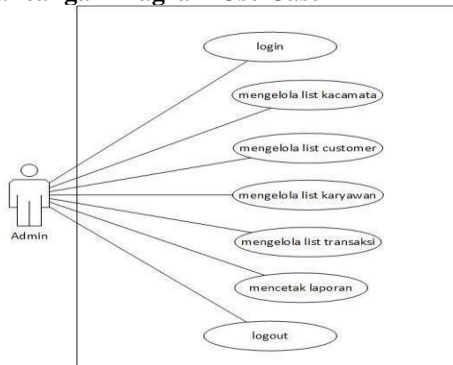 login
mengelola list kacamata
mengelola list customer
mengelola list karyawan
Admin
mengelola list transaksi
mencetak laporan
logout